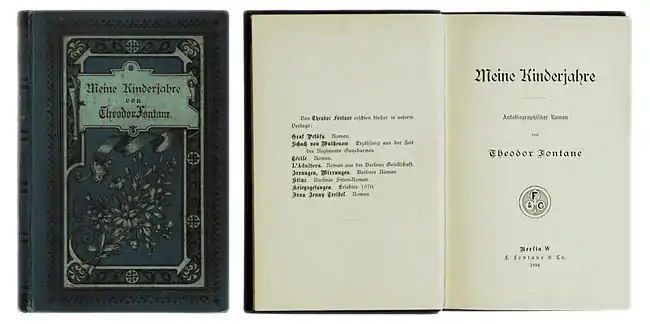 Meine Kinderjahre
von
Theodor Fontane.
Von Theodor Fontane erschien bisher in unserm
Verlage:
Graf Petöfy. Roman.
Schach von Wuthenow. Erzählung aus der Zeit
des Regiments Gensdarmes.
Cécile. Roman.
L'Adultera. Roman aus der Berliner Gesellschaft.
Irrungen, Wirrungen. Berliner Roman
Stine. Berliner Sitten-Roman.
Kriegsgefangen. Erlebtes 1870.
Frau Jenny Treibel. Roman.
Meine Kinderjahre
Autobiographischer Roman
von
Theodor Fontane
F
& C
Berlin W
F. Fontane & Co.
1894